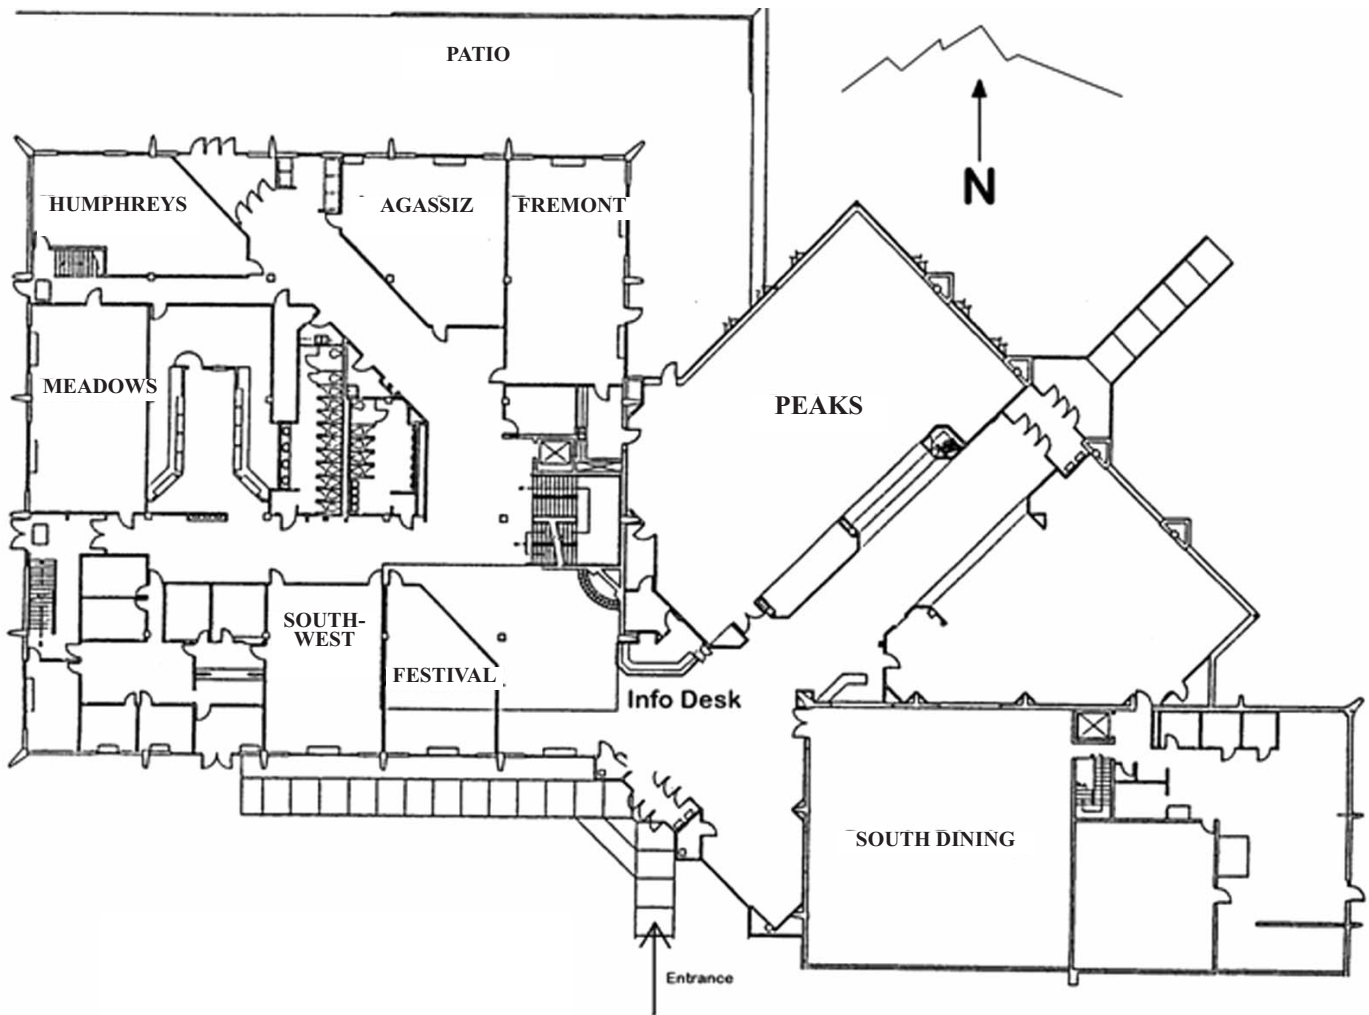 PATIO
N
HUMPHREYS
AGASSIZ
FREMONT
MEADOWS
PEAKS
SOUTH-
WEST
FESTIVAL
Info Desk
SOUTH DINING
Entrance